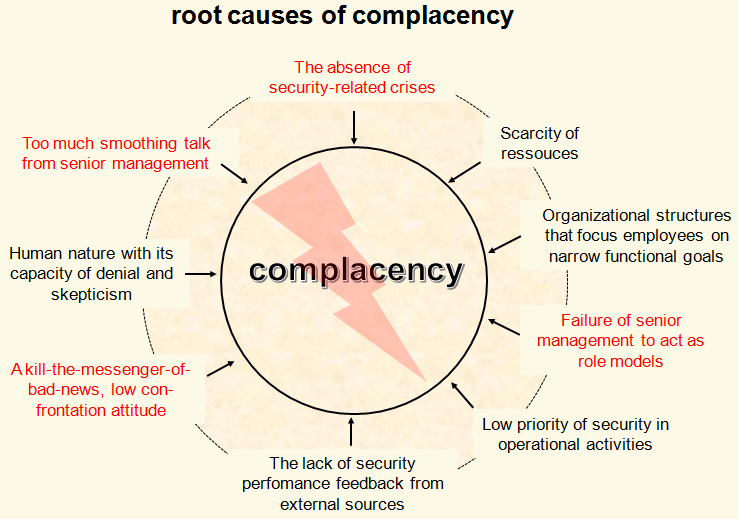 root causes of complacency
The absence of
security-related crises
Too much smoothing talk
from senior management
Scarcity of
ressouces
Organizational structures
that focus employees on
narrow functional goals
Human nature with its
capacity of denial and
skepticism
complacency
Failure of senior
management to act as
role models
A kill-the-messenger-of-
bad-news, low con-
frontation attitude
Low priority of security in
operational activities
The lack of security
perfomance feedback from
external sources